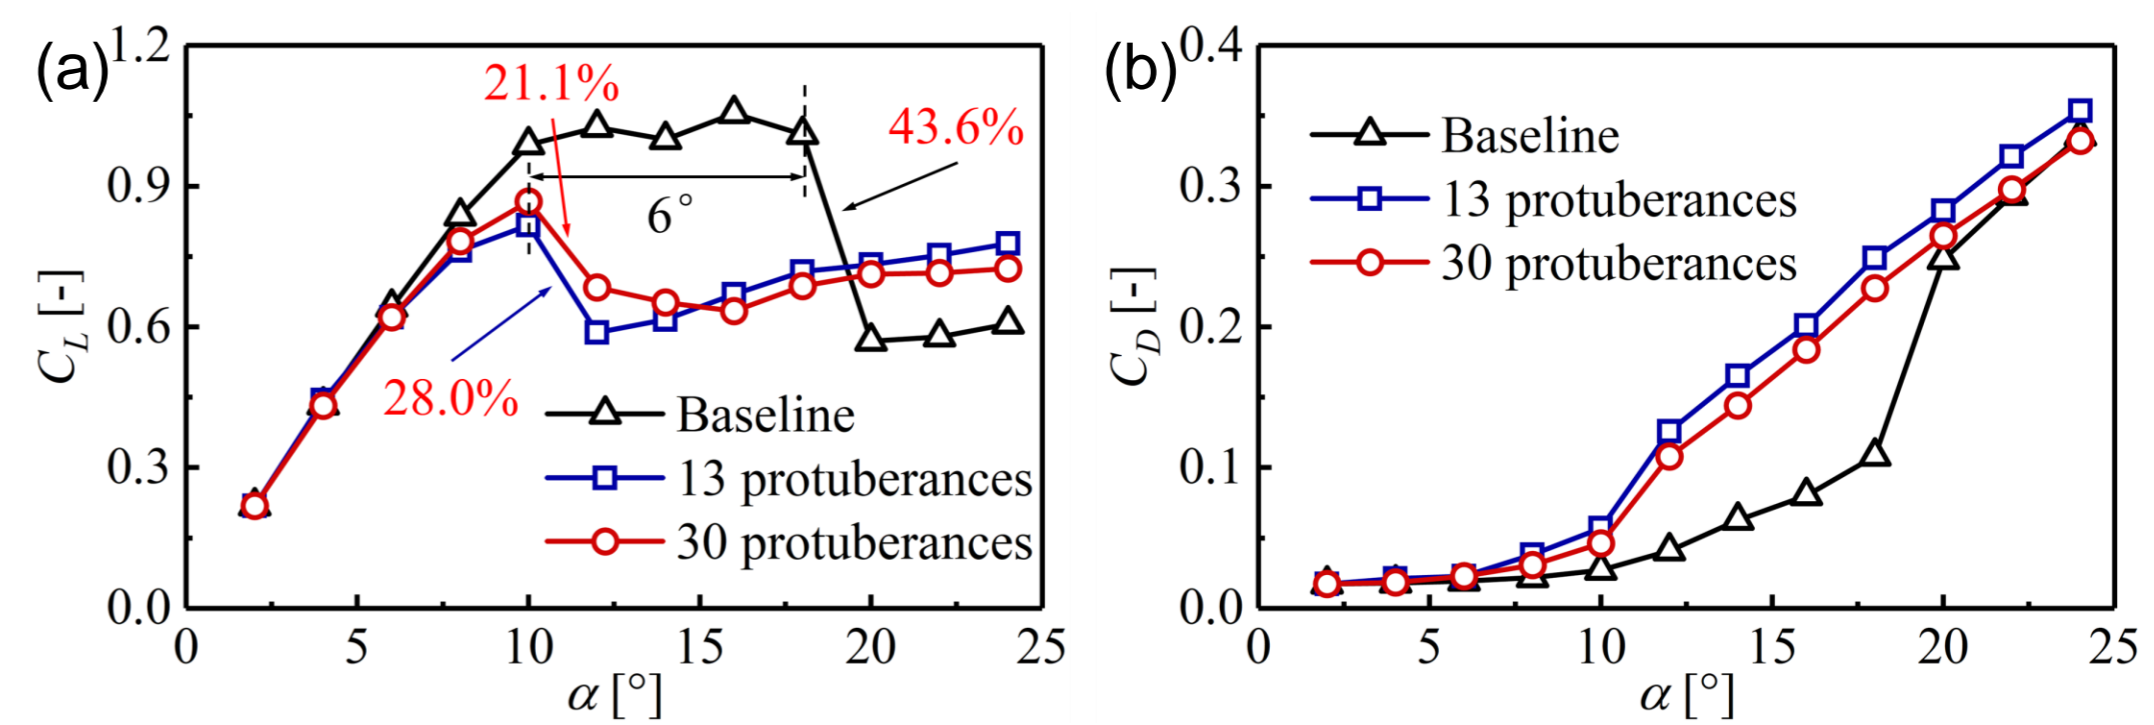 (a)
1.2
0.9
0.6
0.3
0.0
C_L [-]
21.1%
43.6%
6°
28.0%
Baseline
13 protuberances
30 protuberances
0 5 10 15 20 25
α [°]
(b)
0.4
0.3
0.2
0.1
0.0
C_D [-]
Baseline
13 protuberances
30 protuberances
0 5 10 15 20 25
α [°]